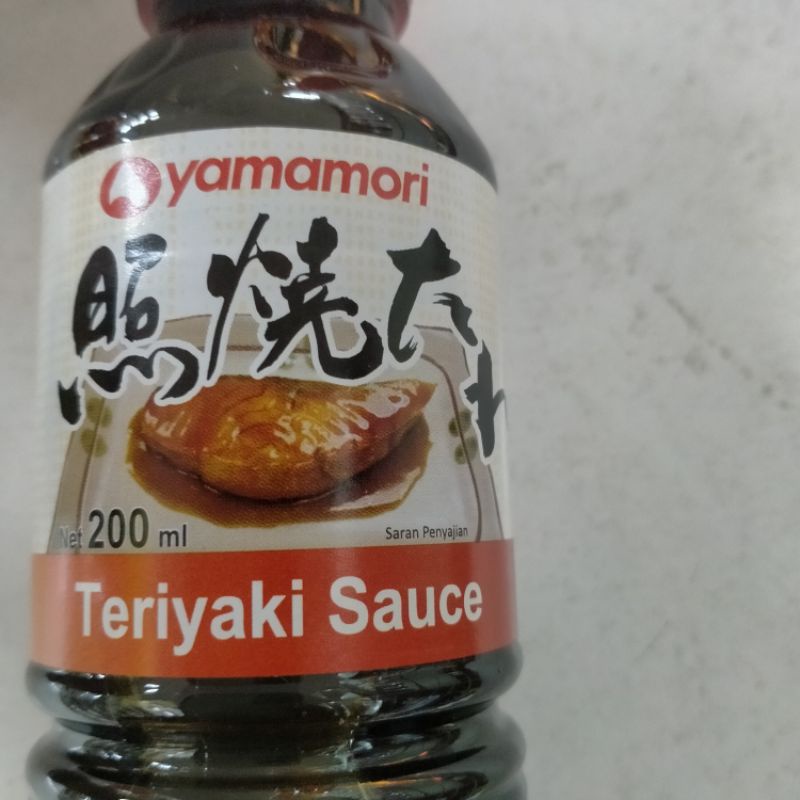 yamamori
照焼たれ
Net 200 ml
Saran Penyajian
Teriyaki Sauce